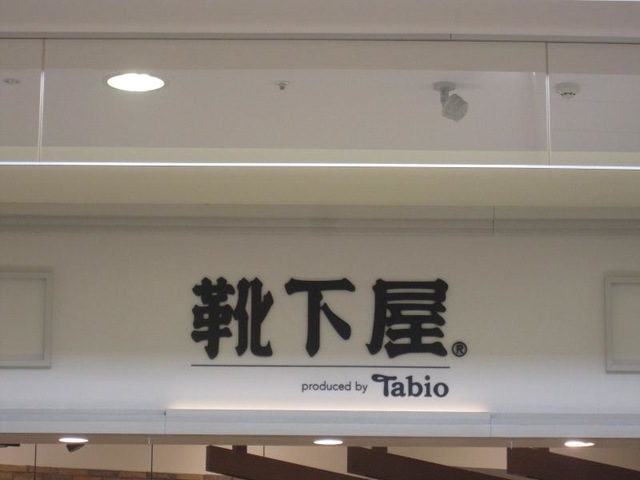 靴下屋®
produced by Tabio